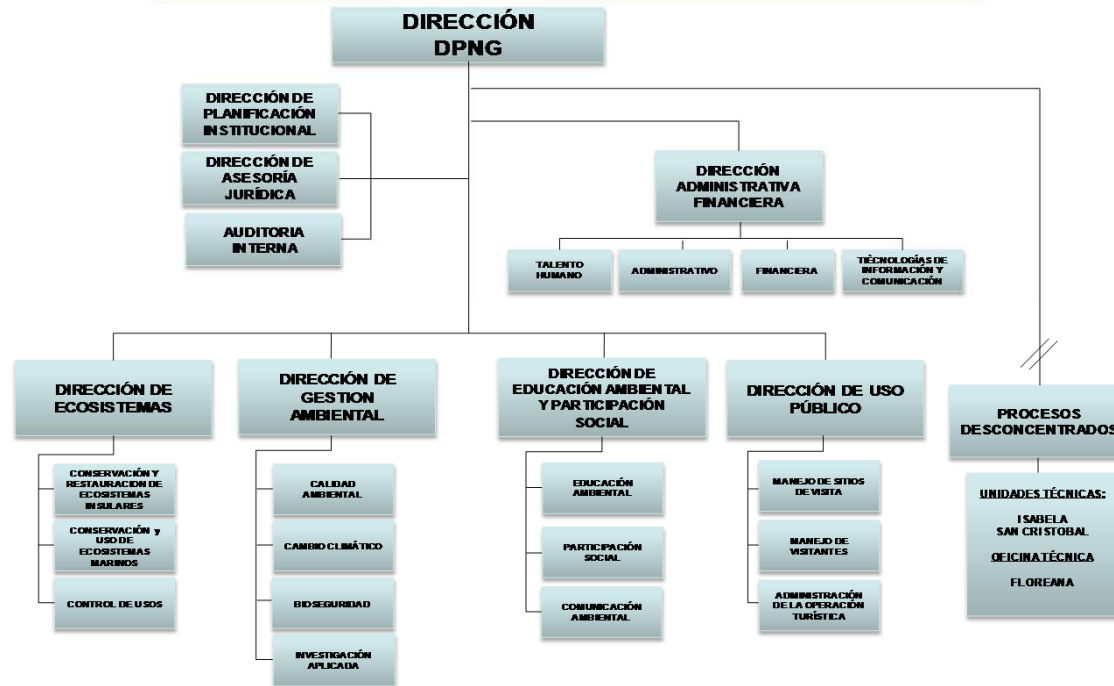 DIRECCIÓN
DPNG
DIRECCIÓN DE
PLANIFICACIÓN
INSTITUCIONAL
DIRECCIÓN DE
ASESORÍA
JURÍDICA
AUDITORIA
INTERNA
DIRECCIÓN
ADMINISTRATIVA
FINANCIERA
TALENTO
HUMANO
ADMINISTRATIVO
FINANCIERA
TIÈCNOLOGÍAS DE
INFORMACIÓN Y
COMUNICACIÓN
DIRECCIÓN DE
ECOSISTEMAS
CONSERVACIÓN Y
RESTAURACION DE
ECOSISTEMAS
INSULARES
CONSERVACIÓN y
USO DE
ECOSISTEMAS
MARINOS
CONTROL DE USOS
DIRECCIÓN DE
GESTION
AMBIENTAL
CALIDAD
AMBIENTAL
CAMBIO CLIMÁTICO
BIOSEGURIDAD
INVESTIGACIÓN
APLICADA
DIRECCIÓN DE
EDUCACIÓN AMBIENTAL
Y PARTICIPACIÓN
SOCIAL
EDUCACIÓN
AMBIENTAL
PARTICIPACIÓN
SOCIAL
COMUNICACIÓN
AMBIENTAL
DIRECCIÓN DE USO
PÚBLICO
MANEJO DE SITIOS
DE VISITA
MANEJO DE
VISITANTES
ADMINISTRACIÓN
DE LA OPERACIÓN
TURÍSTICA
PROCESOS
DESCONCENTRADOS
UNIDADES TÉCNICAS:
ISABELA
SAN CRISTOBAL
OFICINA TÉCNICA
FLOREANA